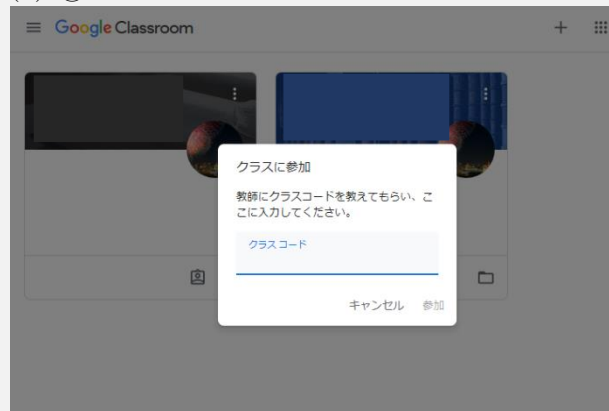 Google Classroom
クラスに参加
教師にクラスコードを教えてもらい、こ
こに入力してください。
クラス コード
キャンセル 参加